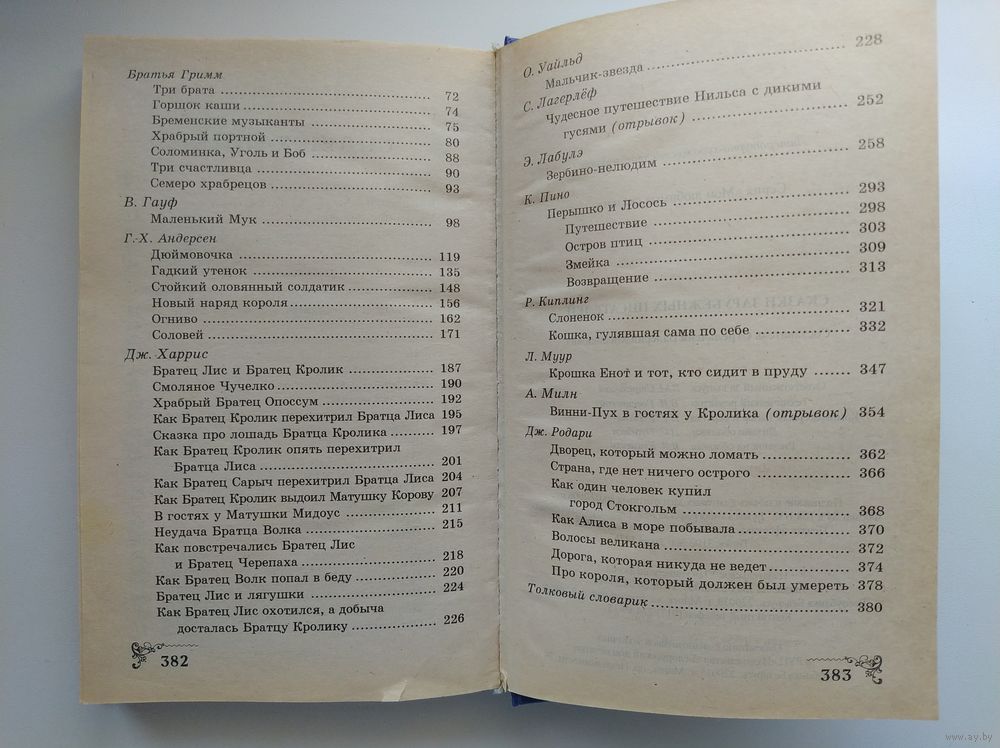 Братья Гримм
Три брата ........ 72
Горшок каши ........ 74
Бременские музыканты ........ 75
Храбрый портной ........ 80
Соломинка, Уголь и Боб ........ 88
Три счастливца ........ 90
Семеро храбрецов ........ 93
В. Гауф
Маленький Мук ........ 98
Г.-Х. Андерсен
Дюймовочка ........ 119
Гадкий утенок ........ 135
Стойкий оловянный солдатик ........ 148
Новый наряд короля ........ 156
Огниво ........ 162
Соловей ........ 171
Дж. Харрис
Братец Лис и Братец Кролик ........ 187
Смоляное Чучелко ........ 190
Храбрый Братец Опоссум ........ 192
Как Братец Кролик перехитрил Братца Лиса 195
Сказка про лошадь Братца Кролика ........ 197
Как Братец Кролик опять перехитрил
Братца Лиса ........ 201
Как Братец Сарыч перехитрил Братца Лиса 204
Как Братец Кролик выдоил Матушку Корову 207
В гостях у Матушки Мидоус ........ 211
Неудача Братца Волка ........ 215
Как повстречались Братец Лис
и Братец Черепаха ........ 218
Как Братец Волк попал в беду ........ 220
Братец Лис и лягушки ........ 224
Как Братец Лис охотился, а добыча
досталась Братцу Кролику ........ 226
382
О. Уайльд
Мальчик-звезда ........ 228
С. Лагерлёф
Чудесное путешествие Нильса с дикими
гусями (отрывок) ........ 252
Э. Лабулэ
Зербино-нелюдим ........ 258
К. Пино
Перышко и Лосось ........ 293
Путешествие ........ 298
Остров птиц ........ 303
Змейка ........ 309
Возвращение ........ 313
Р. Киплинг
Слоненок ........ 321
Кошка, гулявшая сама по себе ........ 332
Л. Муур
Крошка Енот и тот, кто сидит в пруду ........ 347
А. Милн
Винни-Пух в гостях у Кролика (отрывок) 354
Дж. Родари
Дворец, который можно ломать ........ 362
Страна, где нет ничего острого ........ 366
Как один человек купил
город Стокгольм ........ 368
Как Алиса в море побывала ........ 370
Волосы великана ........ 372
Дорога, которая никуда не ведет ........ 374
Про короля, который должен был умереть 378
Толковый словарик ........ 380
383
www.ay.by